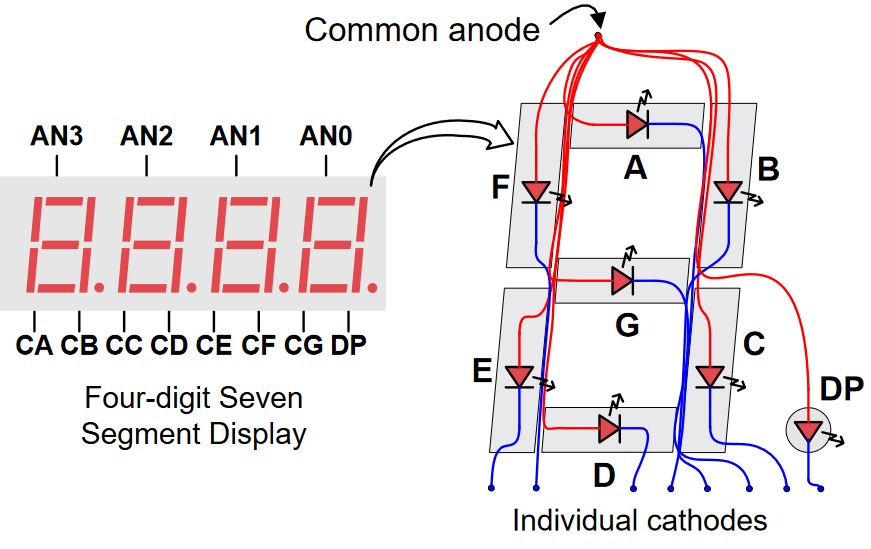 Common anode
AN3 AN2 AN1 AN0
A
B
F
G
E
C
DP
D
CA CB CC CD CE CF CG DP
Four-digit Seven
Segment Display
Individual cathodes